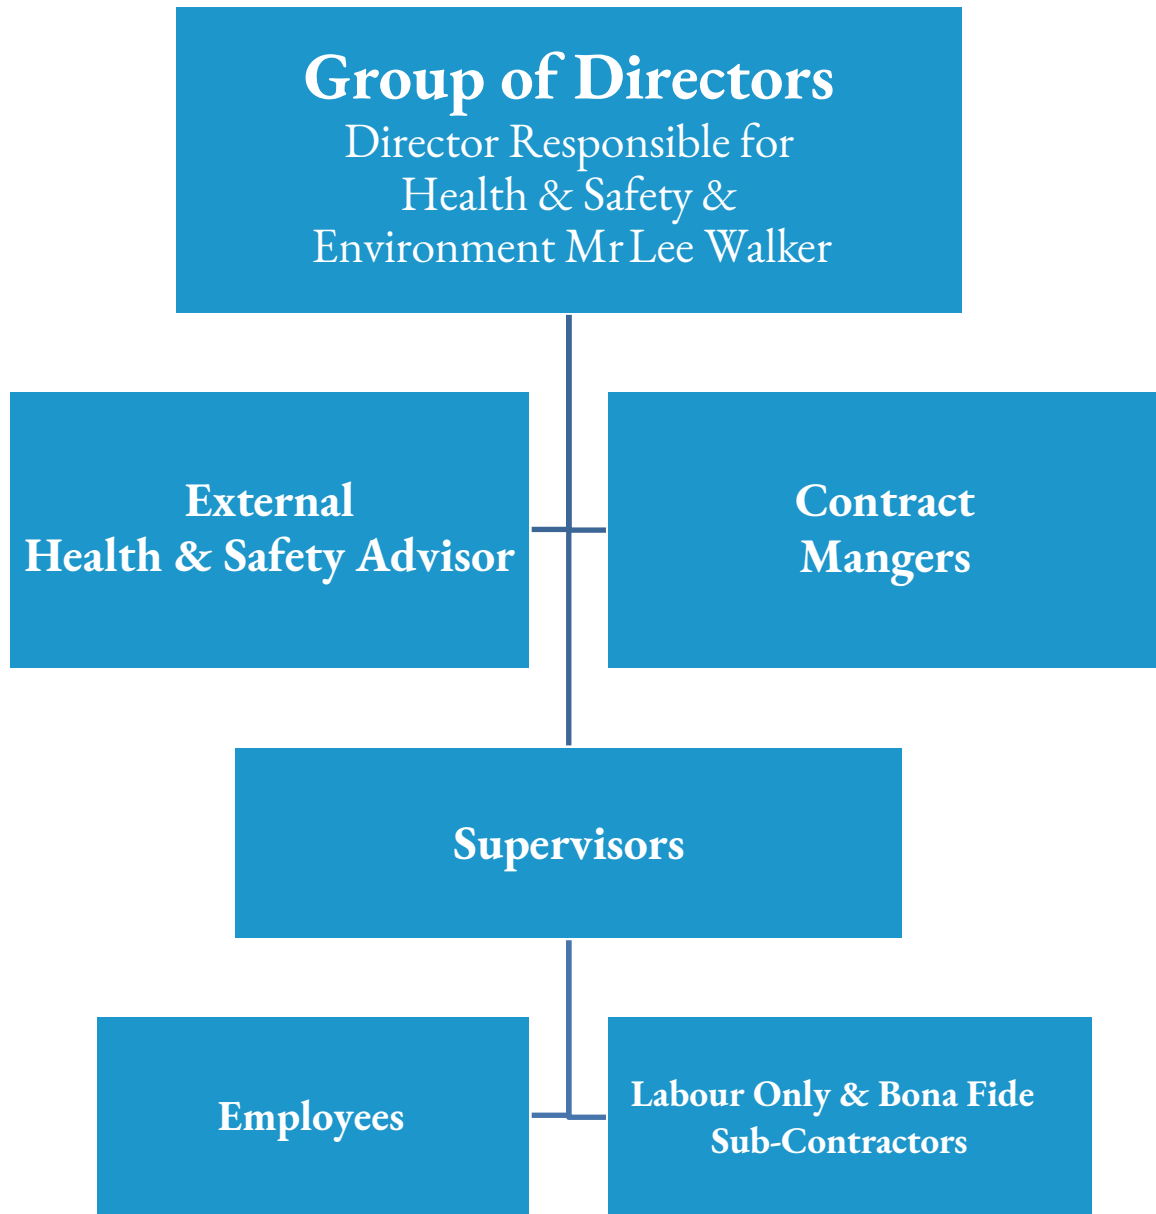 Group of Directors
Director Responsible for
Health & Safety &
Environment Mr Lee Walker
External
Health & Safety Advisor
Contract
Mangers
Supervisors
Employees
Labour Only & Bona Fide
Sub-Contractors